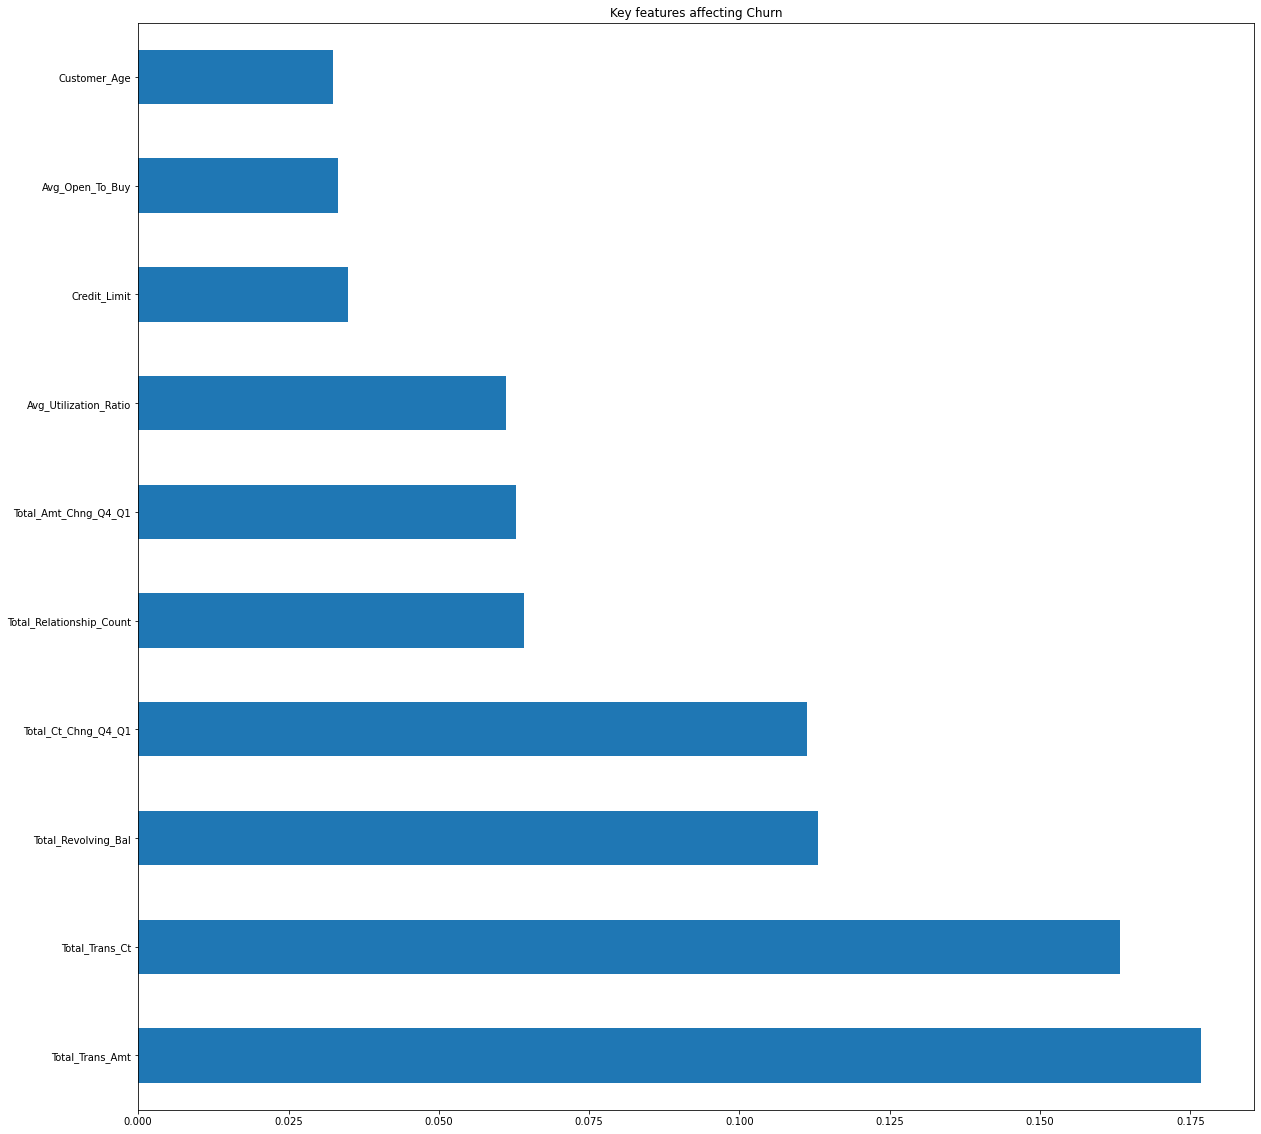 Key features affecting Churn
Customer_Age
Avg_Open_To_Buy
Credit_Limit
Avg_Utilization_Ratio
Total_Amt_Chng_Q4_Q1
Total_Relationship_Count
Total_Ct_Chng_Q4_Q1
Total_Revolving_Bal
Total_Trans_Ct
Total_Trans_Amt
0.000 0.025 0.050 0.075 0.100 0.125 0.150 0.175